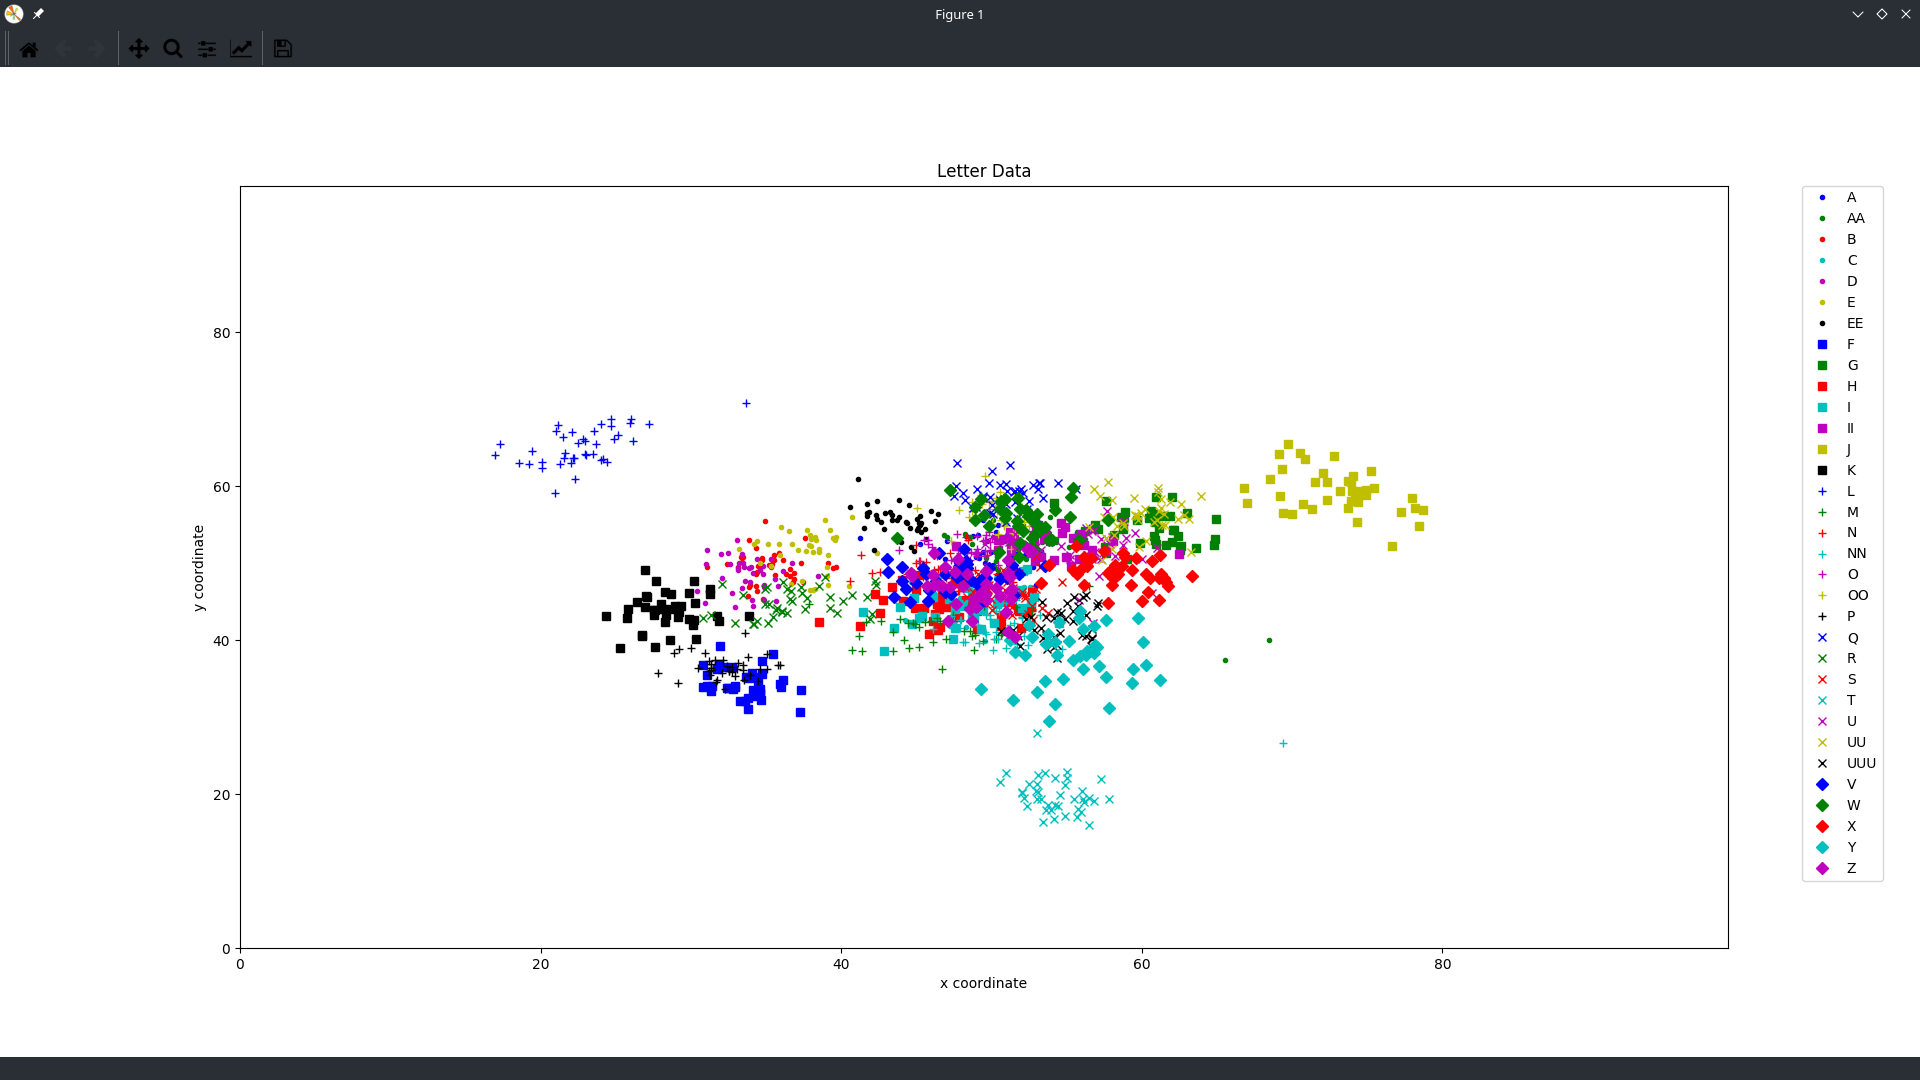 Figure 1
Letter Data
y coordinate
80
60
40
20
0
0 20 40 60 80
x coordinate
A
AA
B
C
D
E
EE
F
G
H
I
II
J
K
L
M
N
NN
O
OO
P
Q
R
S
T
U
UU
UUU
V
W
X
Y
Z